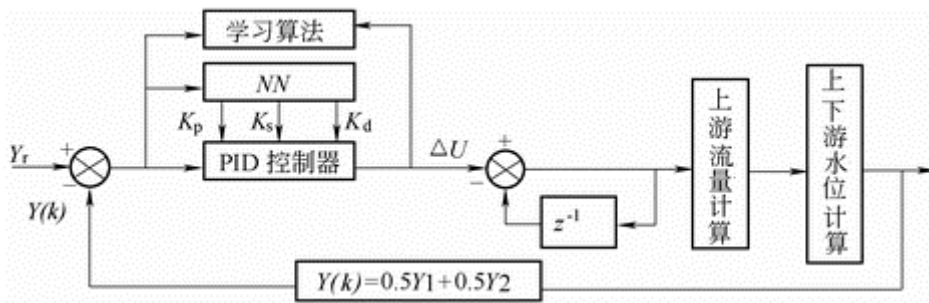 学习算法
NN
Kp Ks Kd
Yr + PID 控制器 △U + 上游流量计算 上下游水位计算
−
−
Y(k)
z-1
Y(k)=0.5Y1+0.5Y2